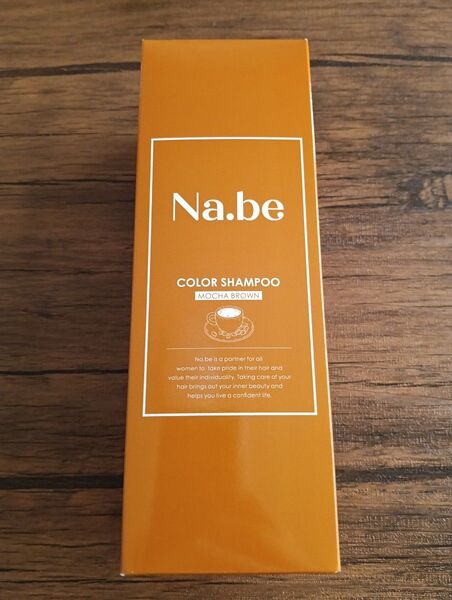 Na.be
COLOR SHAMPOO
MOCHA BROWN
Na.be is a partner for all
women to Take pride in their hair and
value their individuality. Taking care of your
hair brings out your inner beauty and
helps you live a confident life.